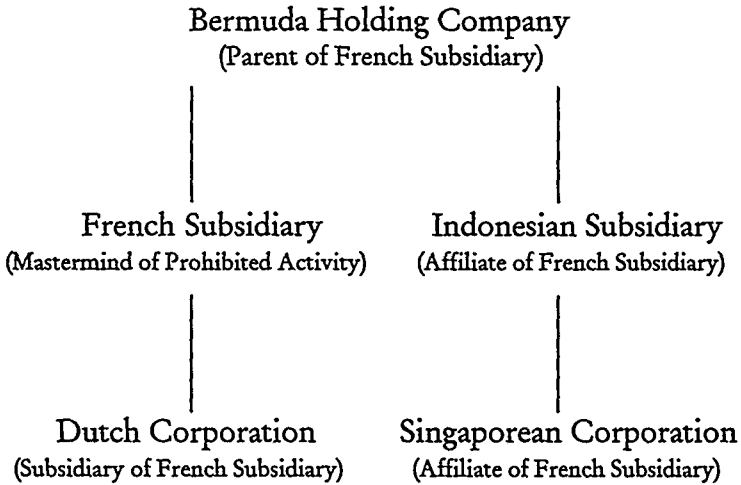 Bermuda Holding Company
(Parent of French Subsidiary)
French Subsidiary
(Mastermind of Prohibited Activity)
Indonesian Subsidiary
(Affiliate of French Subsidiary)
Dutch Corporation
(Subsidiary of French Subsidiary)
Singaporean Corporation
(Affiliate of French Subsidiary)